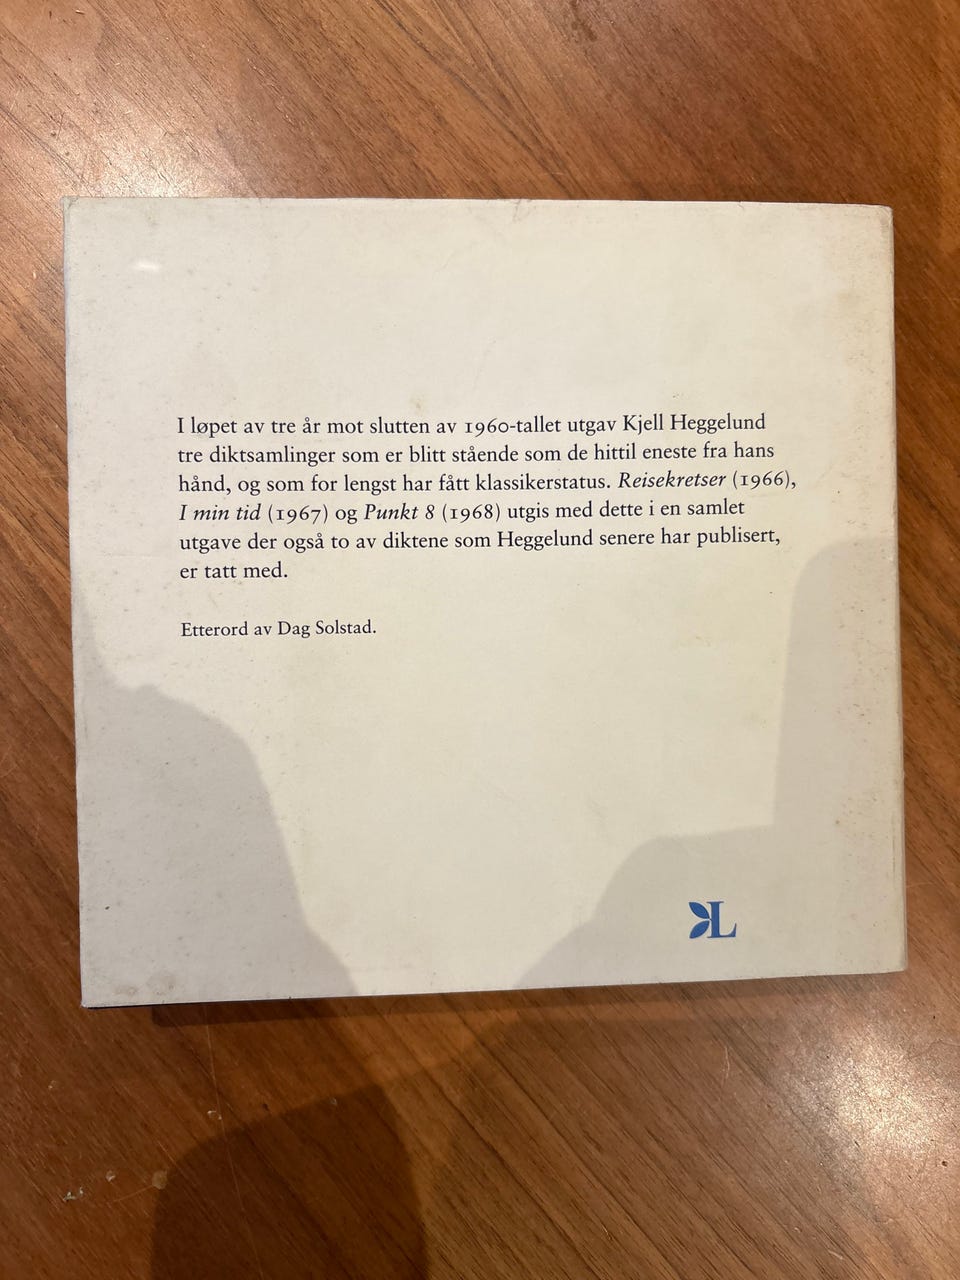 I løpet av tre år mot slutten av 1960-tallet utgav Kjell Heggelund
tre diktsamlinger som er blitt stående som de hittil eneste fra hans
hånd, og som for lengst har fått klassikerstatus. Reisekretser (1966),
I min tid (1967) og Punkt 8 (1968) utgis med dette i en samlet
utgave der også to av diktene som Heggelund senere har publisert,
er tatt med.
Etterord av Dag Solstad.
L